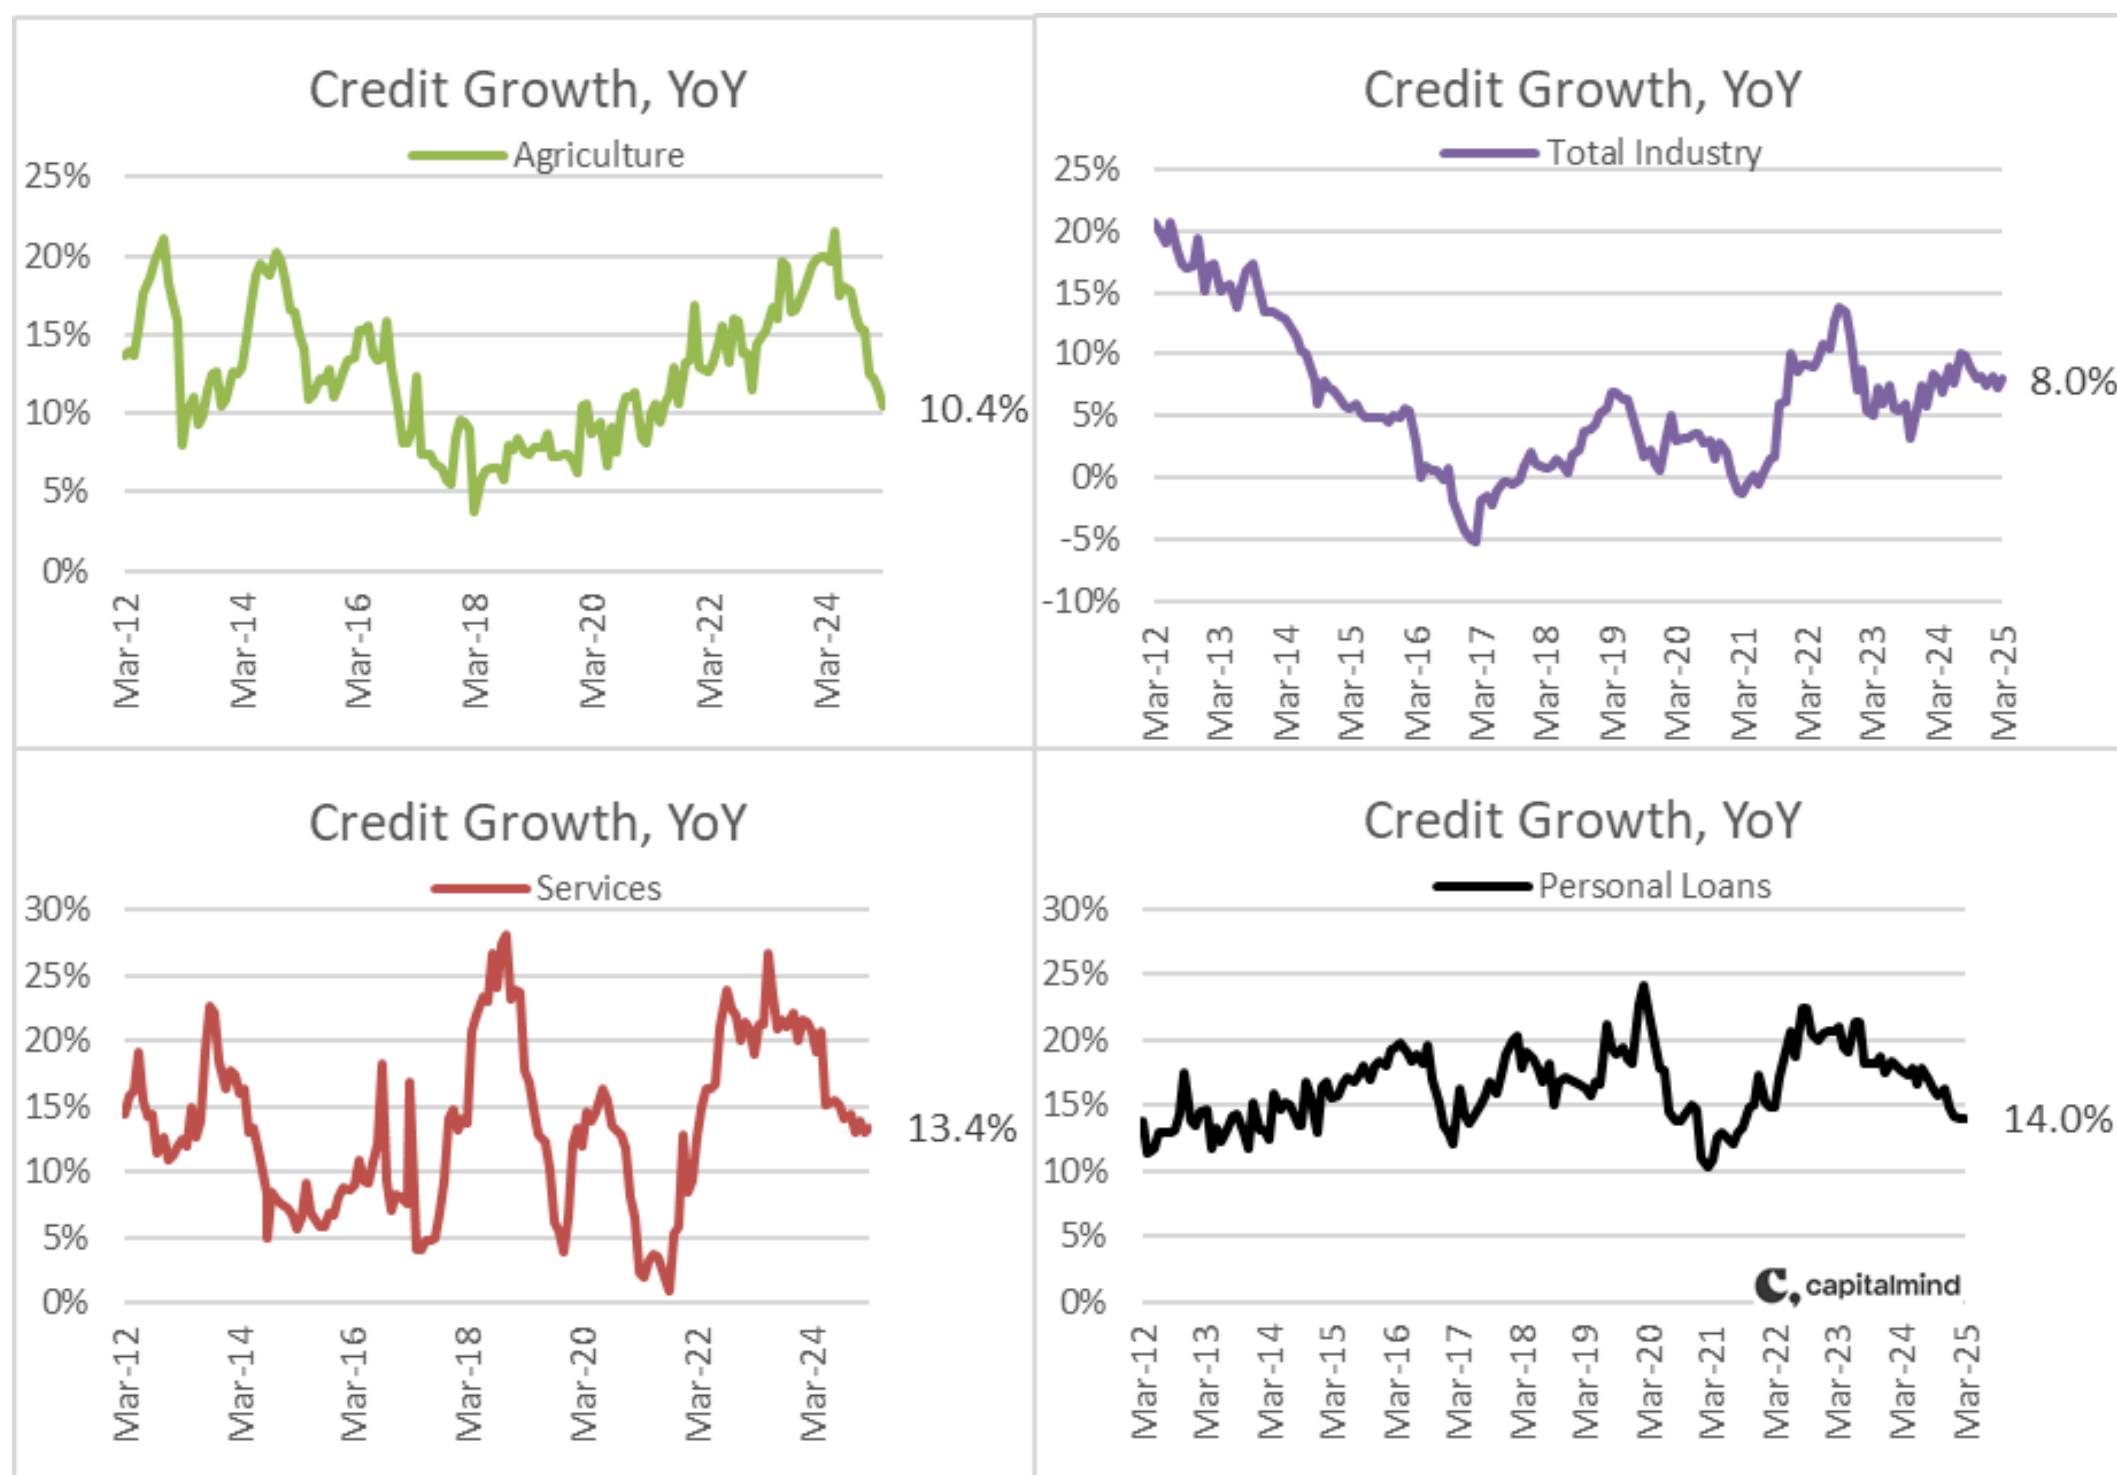 Credit Growth, YoY
Agriculture
25%
20%
15%
10%
5%
0%
10.4%
Mar-12
Mar-14
Mar-16
Mar-18
Mar-20
Mar-22
Mar-24
Credit Growth, YoY
Total Industry
25%
20%
15%
10%
5%
0%
-5%
-10%
8.0%
Mar-12
Mar-13
Mar-14
Mar-15
Mar-16
Mar-17
Mar-18
Mar-19
Mar-20
Mar-21
Mar-22
Mar-23
Mar-24
Mar-25
Credit Growth, YoY
Services
30%
25%
20%
15%
10%
5%
0%
13.4%
Mar-12
Mar-14
Mar-16
Mar-18
Mar-20
Mar-22
Mar-24
Credit Growth, YoY
Personal Loans
30%
25%
20%
15%
10%
5%
0%
14.0%
capitalmind
Mar-12
Mar-13
Mar-14
Mar-15
Mar-16
Mar-17
Mar-18
Mar-19
Mar-20
Mar-21
Mar-22
Mar-23
Mar-24
Mar-25